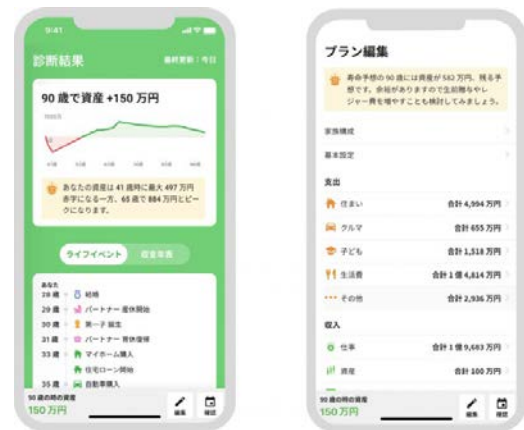 9:41
診断結果
最終更新：今日
90 歳で資産 +150 万円
あなたの資産は 41 歳時に最大 497 万円
赤字になる一方、65 歳で 884 万円とピー
クになります。
ライフイベント
収支年表
あなた
28 歳 結婚
29 歳 パートナー 産休開始
30 歳 第一子 誕生
31 歳 パートナー 育休復帰
33 歳 マイホーム購入
住宅ローン開始
35 歳 自動車購入
90 歳の時の資産
150 万円
編集
確認
プラン編集
寿命予想の 90 歳には資産が 582 万円、残る予
想です。余裕がありますので生前贈与やレ
ジャー費を増やすことも検討してみましょう。
家族構成
基本設定
支出
住まい 合計 4,994 万円
クルマ 合計 655 万円
子ども 合計 1,518 万円
生活費 合計 1 億 4,814 万円
その他 合計 2,936 万円
収入
仕事 合計 1 億 9,683 万円
資産 合計 100 万円
90 歳の時の資産
150 万円
編集
確認